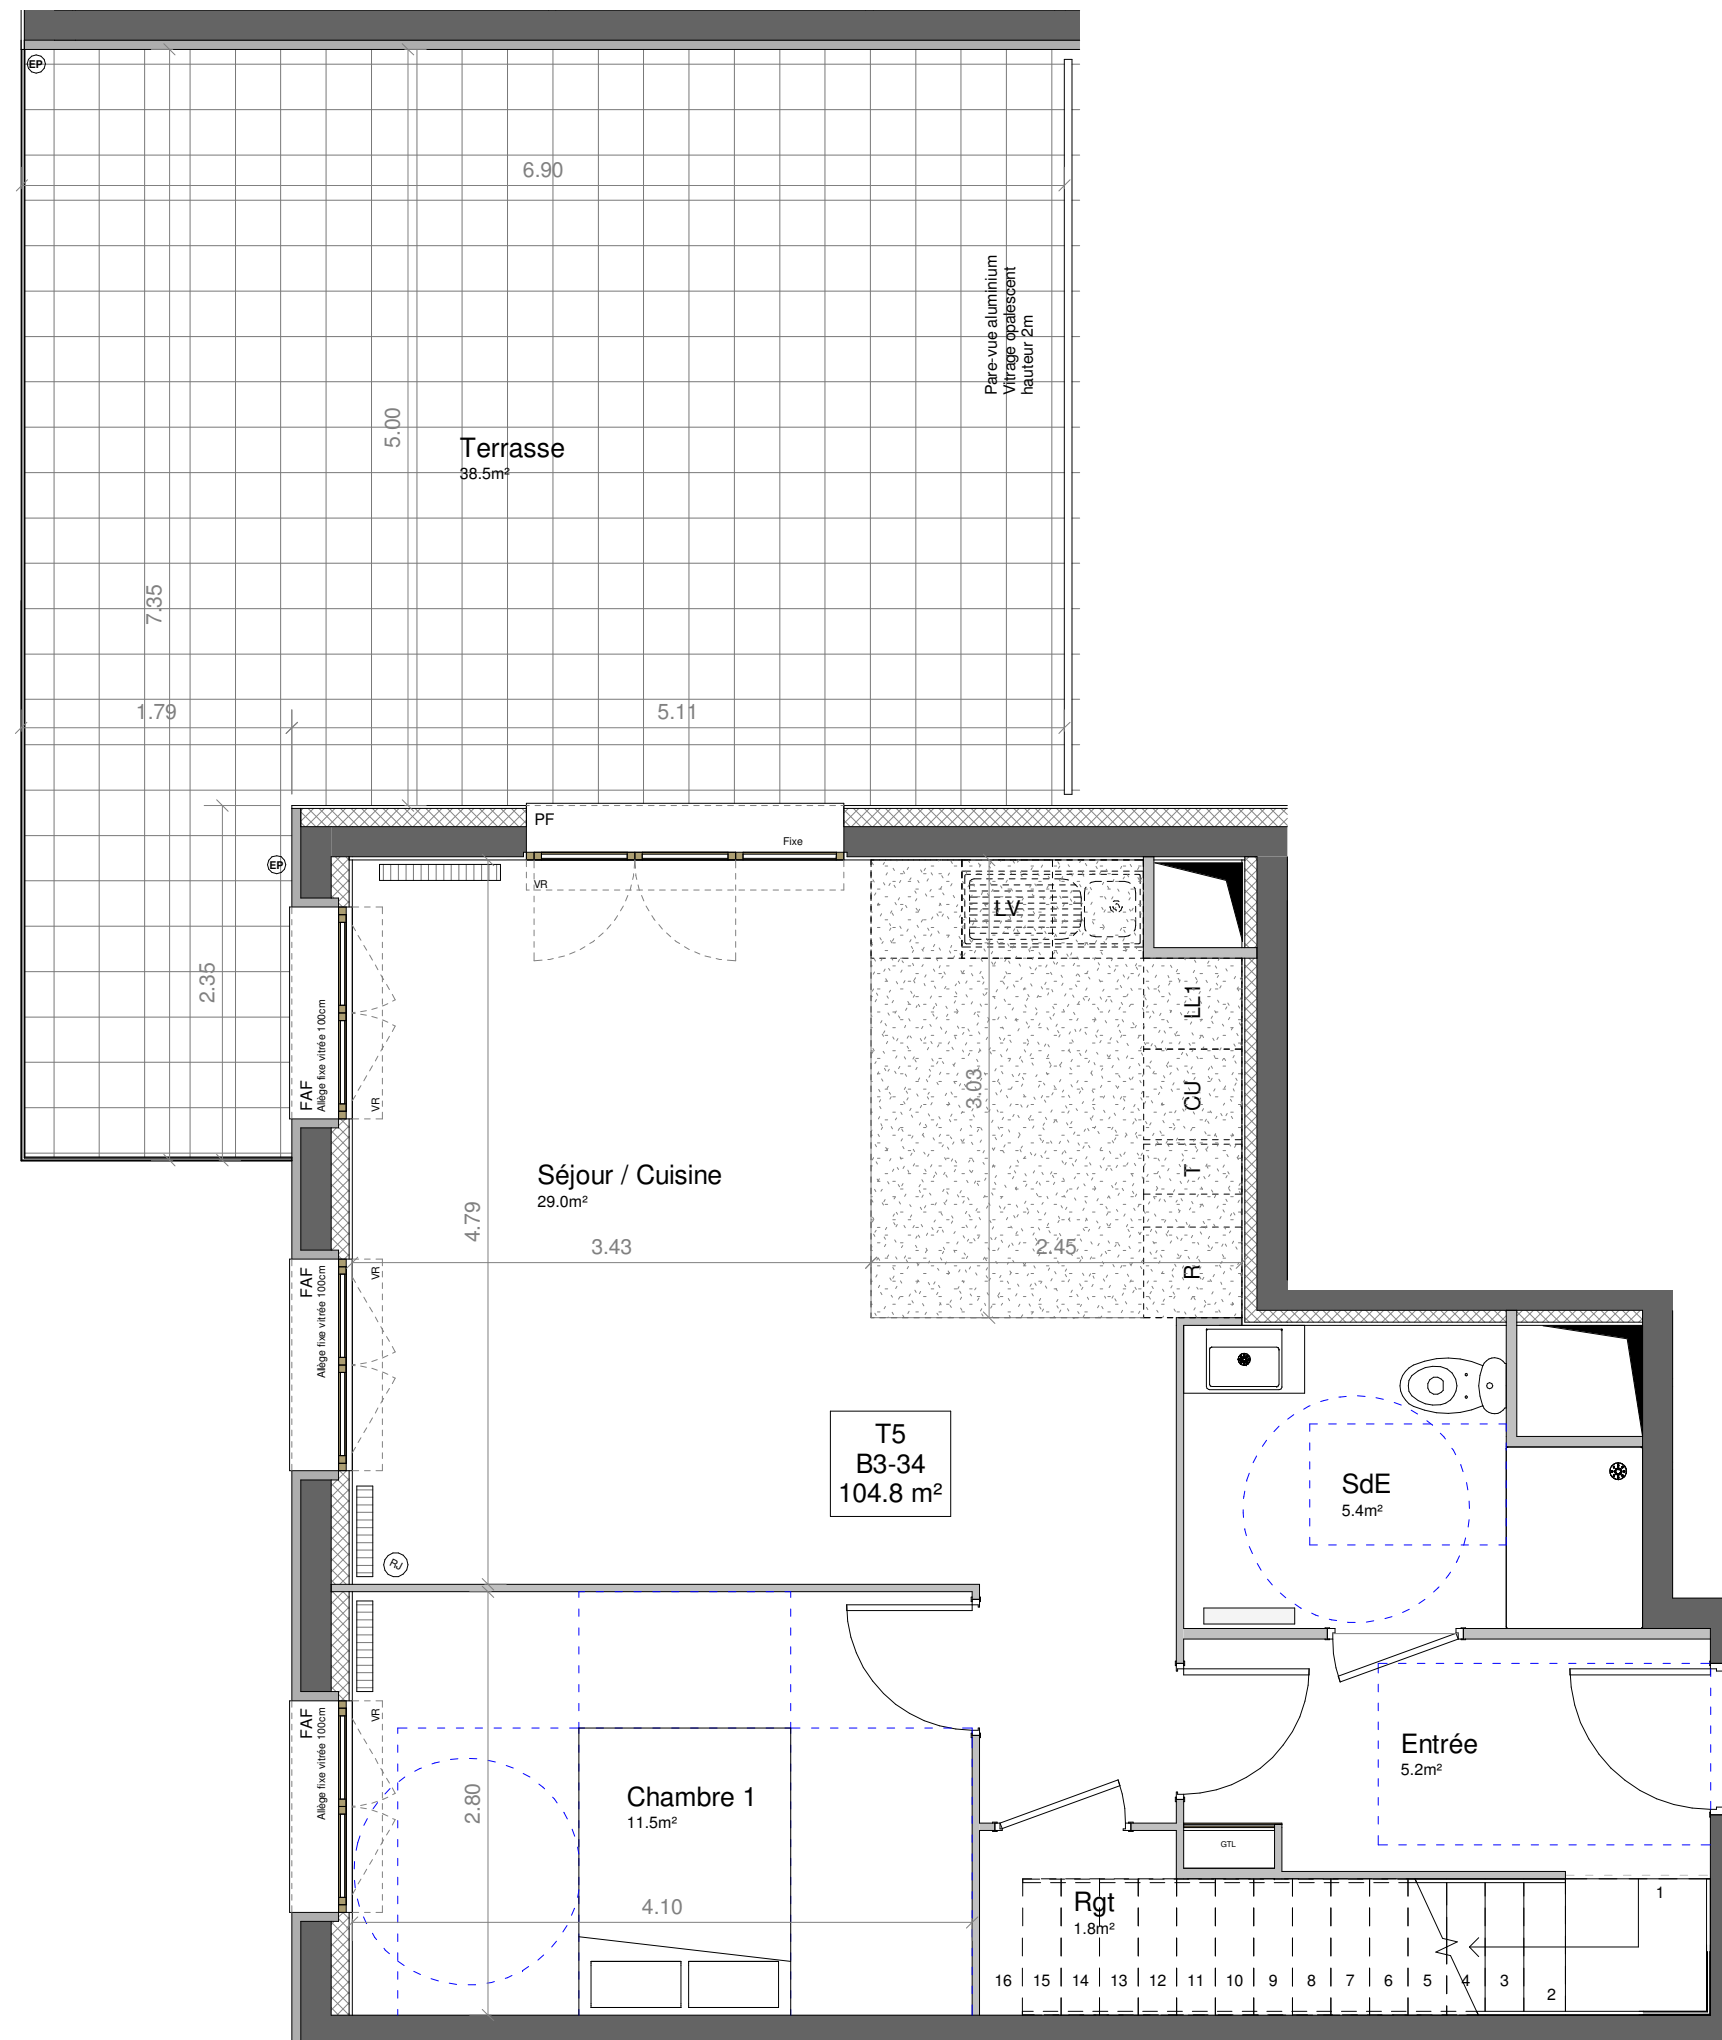 EP
6.90
Pare-vue aluminium
Vitrage opalescent
hauteur 2m
5.00
Terrasse
38.5m²
7.35
1.79
5.11
PF
Fixe
VR
EP
LV
2.35
FAF
Allège fixe vitrée 100cm
VR
LL1
CU
3.03
T
Séjour / Cuisine
29.0m²
4.79
3.43
2.45
R
FAF
Allège fixe vitrée 100cm
VR
T5
B3-34
104.8 m²
SdE
5.4m²
RJ
FAF
Allège fixe vitrée 100cm
VR
Entrée
5.2m²
Chambre 1
11.5m²
2.80
GTL
4.10
Rgt
1.8m²
1
16 15 14 13 12 11 10 9 8 7 6 5 4 3 2